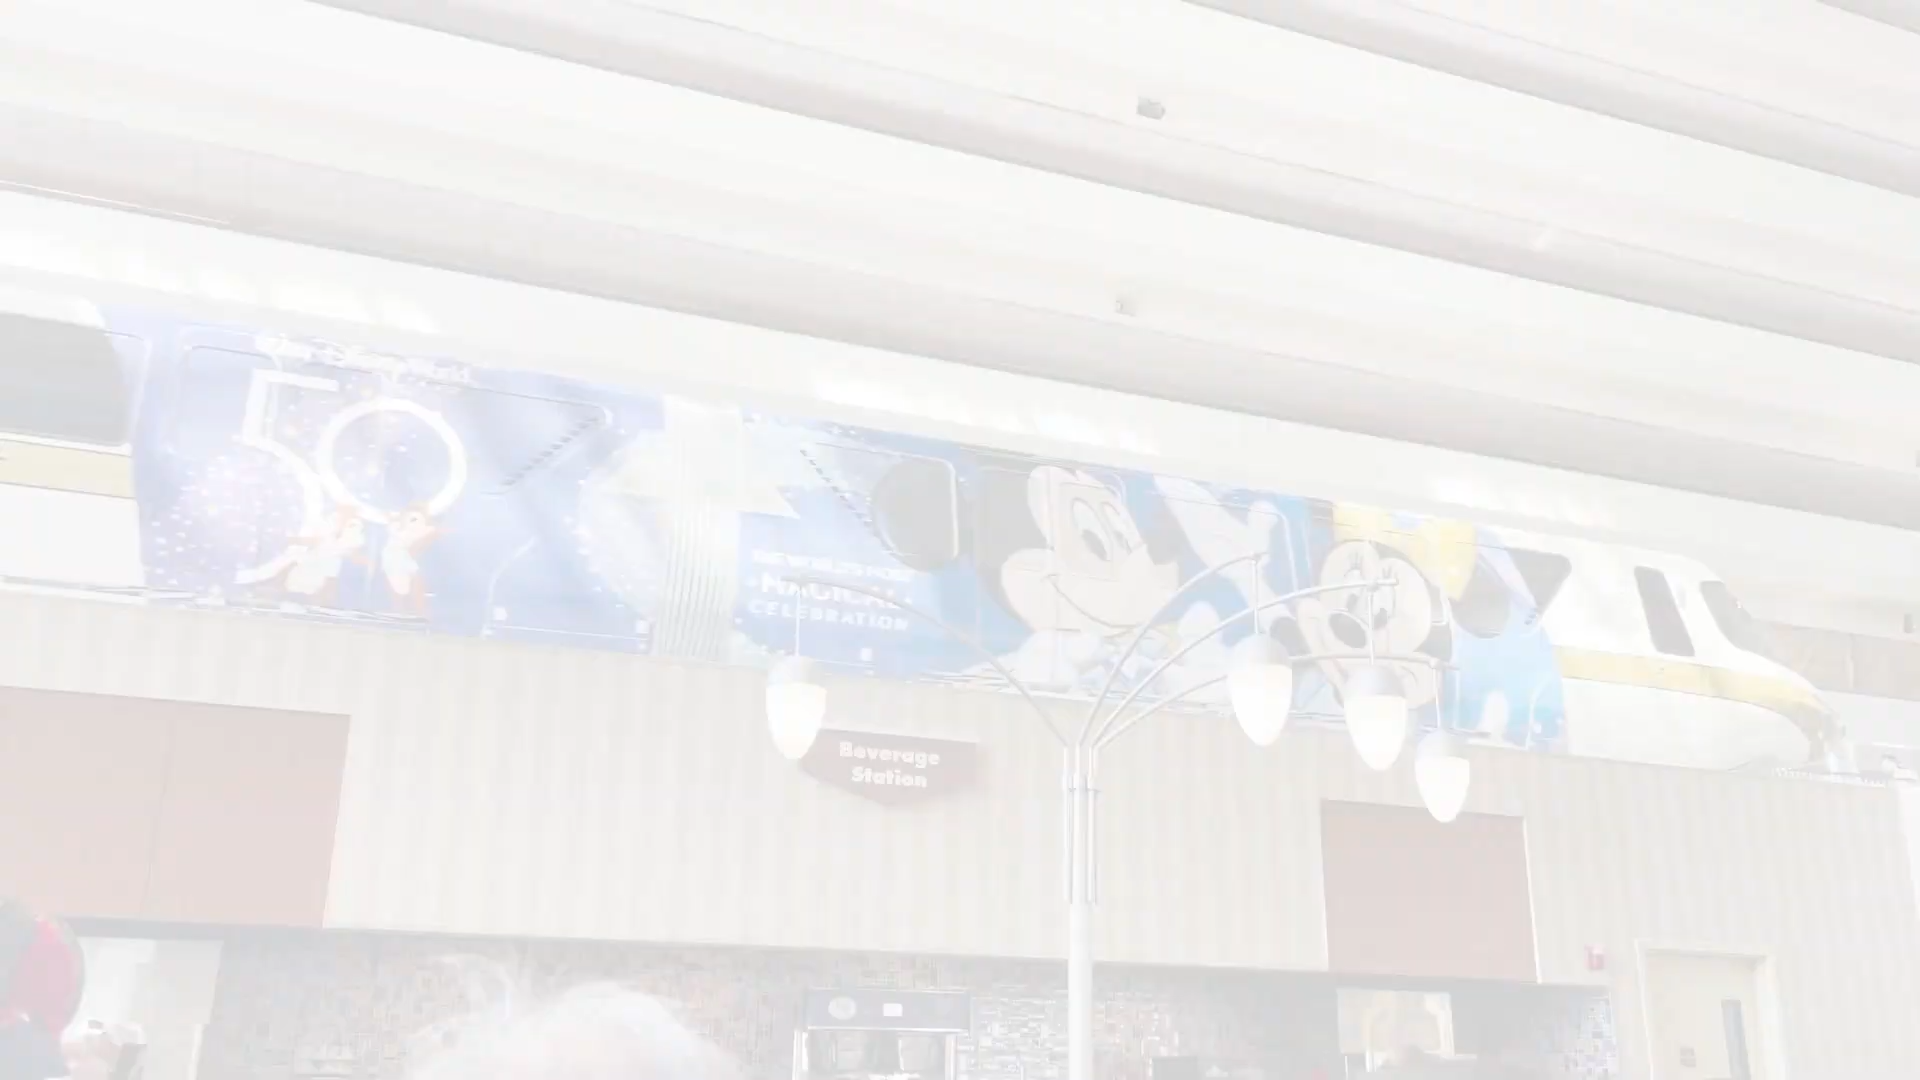 Walt Disney World
50
THE WORLD'S MOST
MAGICAL
CELEBRATION
Beverage
Station